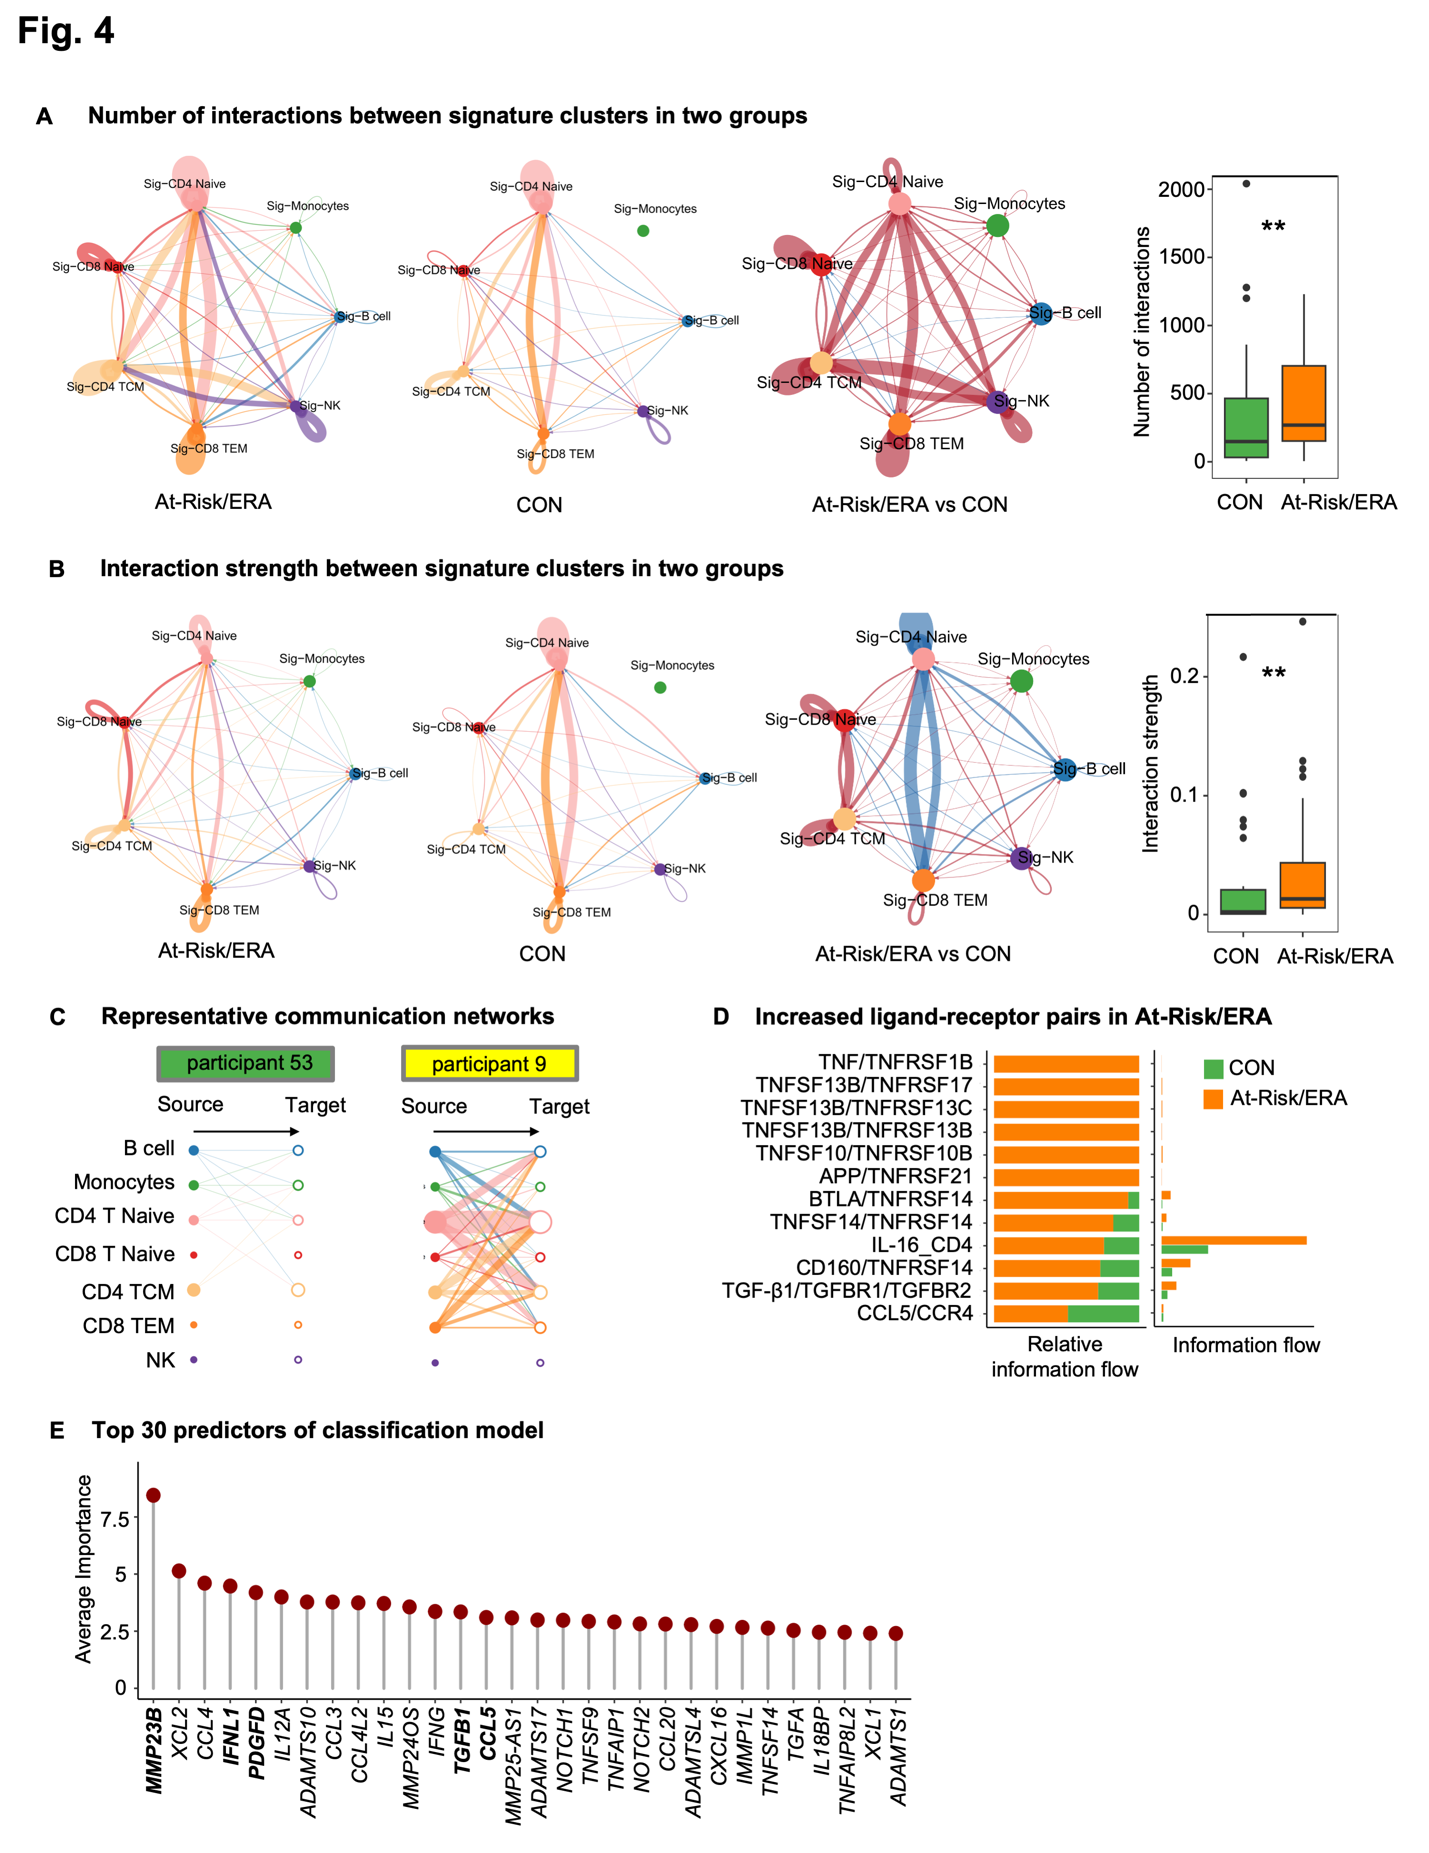 Fig. 4
A Number of interactions between signature clusters in two groups
Sig−CD4 Naive
Sig−Monocytes
Sig−CD8 Naive
Sig−B cell
Sig−CD4 TCM
Sig−NK
Sig−CD8 TEM
At-Risk/ERA
Sig−CD4 Naive
Sig−Monocytes
Sig−CD8 Naive
Sig−B cell
Sig−CD4 TCM
Sig−NK
Sig−CD8 TEM
CON
Sig−CD4 Naive
Sig−Monocytes
Sig−CD8 Naive
Sig−B cell
Sig−CD4 TCM
Sig−NK
Sig−CD8 TEM
At-Risk/ERA vs CON
Number of interactions
2000
1500
1000
500
0
**
CON At-Risk/ERA
B Interaction strength between signature clusters in two groups
Sig−CD4 Naive
Sig−Monocytes
Sig−CD8 Naive
Sig−B cell
Sig−CD4 TCM
Sig−NK
Sig−CD8 TEM
At-Risk/ERA
Sig−CD4 Naive
Sig−Monocytes
Sig−CD8 Naive
Sig−B cell
Sig−CD4 TCM
Sig−NK
Sig−CD8 TEM
CON
Sig−CD4 Naive
Sig−Monocytes
Sig−CD8 Naive
Sig−B cell
Sig−CD4 TCM
Sig−NK
Sig−CD8 TEM
At-Risk/ERA vs CON
Interaction strength
0.2
0.1
0
**
CON At-Risk/ERA
C Representative communication networks
participant 53
participant 9
Source Target
Source Target
B cell
Monocytes
CD4 T Naive
CD8 T Naive
CD4 TCM
CD8 TEM
NK
D Increased ligand-receptor pairs in At-Risk/ERA
TNF/TNFRSF1B
TNFSF13B/TNFRSF17
TNFSF13B/TNFRSF13C
TNFSF13B/TNFRSF13B
TNFSF10/TNFRSF10B
APP/TNFRSF21
BTLA/TNFRSF14
TNFSF14/TNFRSF14
IL-16_CD4
CD160/TNFRSF14
TGF-β1/TGFBR1/TGFBR2
CCL5/CCR4
Relative
information flow
Information flow
CON
At-Risk/ERA
E Top 30 predictors of classification model
Average Importance
7.5
5
2.5
0
MMP23B
XCL2
CCL4
IFNL1
PDGFD
IL12A
ADAMTS10
CCL3
CCL4L2
IL15
MMP24OS
IFNG
TGFB1
CCL5
MMP25-AS1
ADAMTS17
NOTCH1
TNFSF9
TNFAIP1
NOTCH2
CCL20
ADAMTSL4
CXCL16
IMMP1L
TNFSF14
TGFA
IL18BP
TNFAIP8L2
XCL1
ADAMTS1